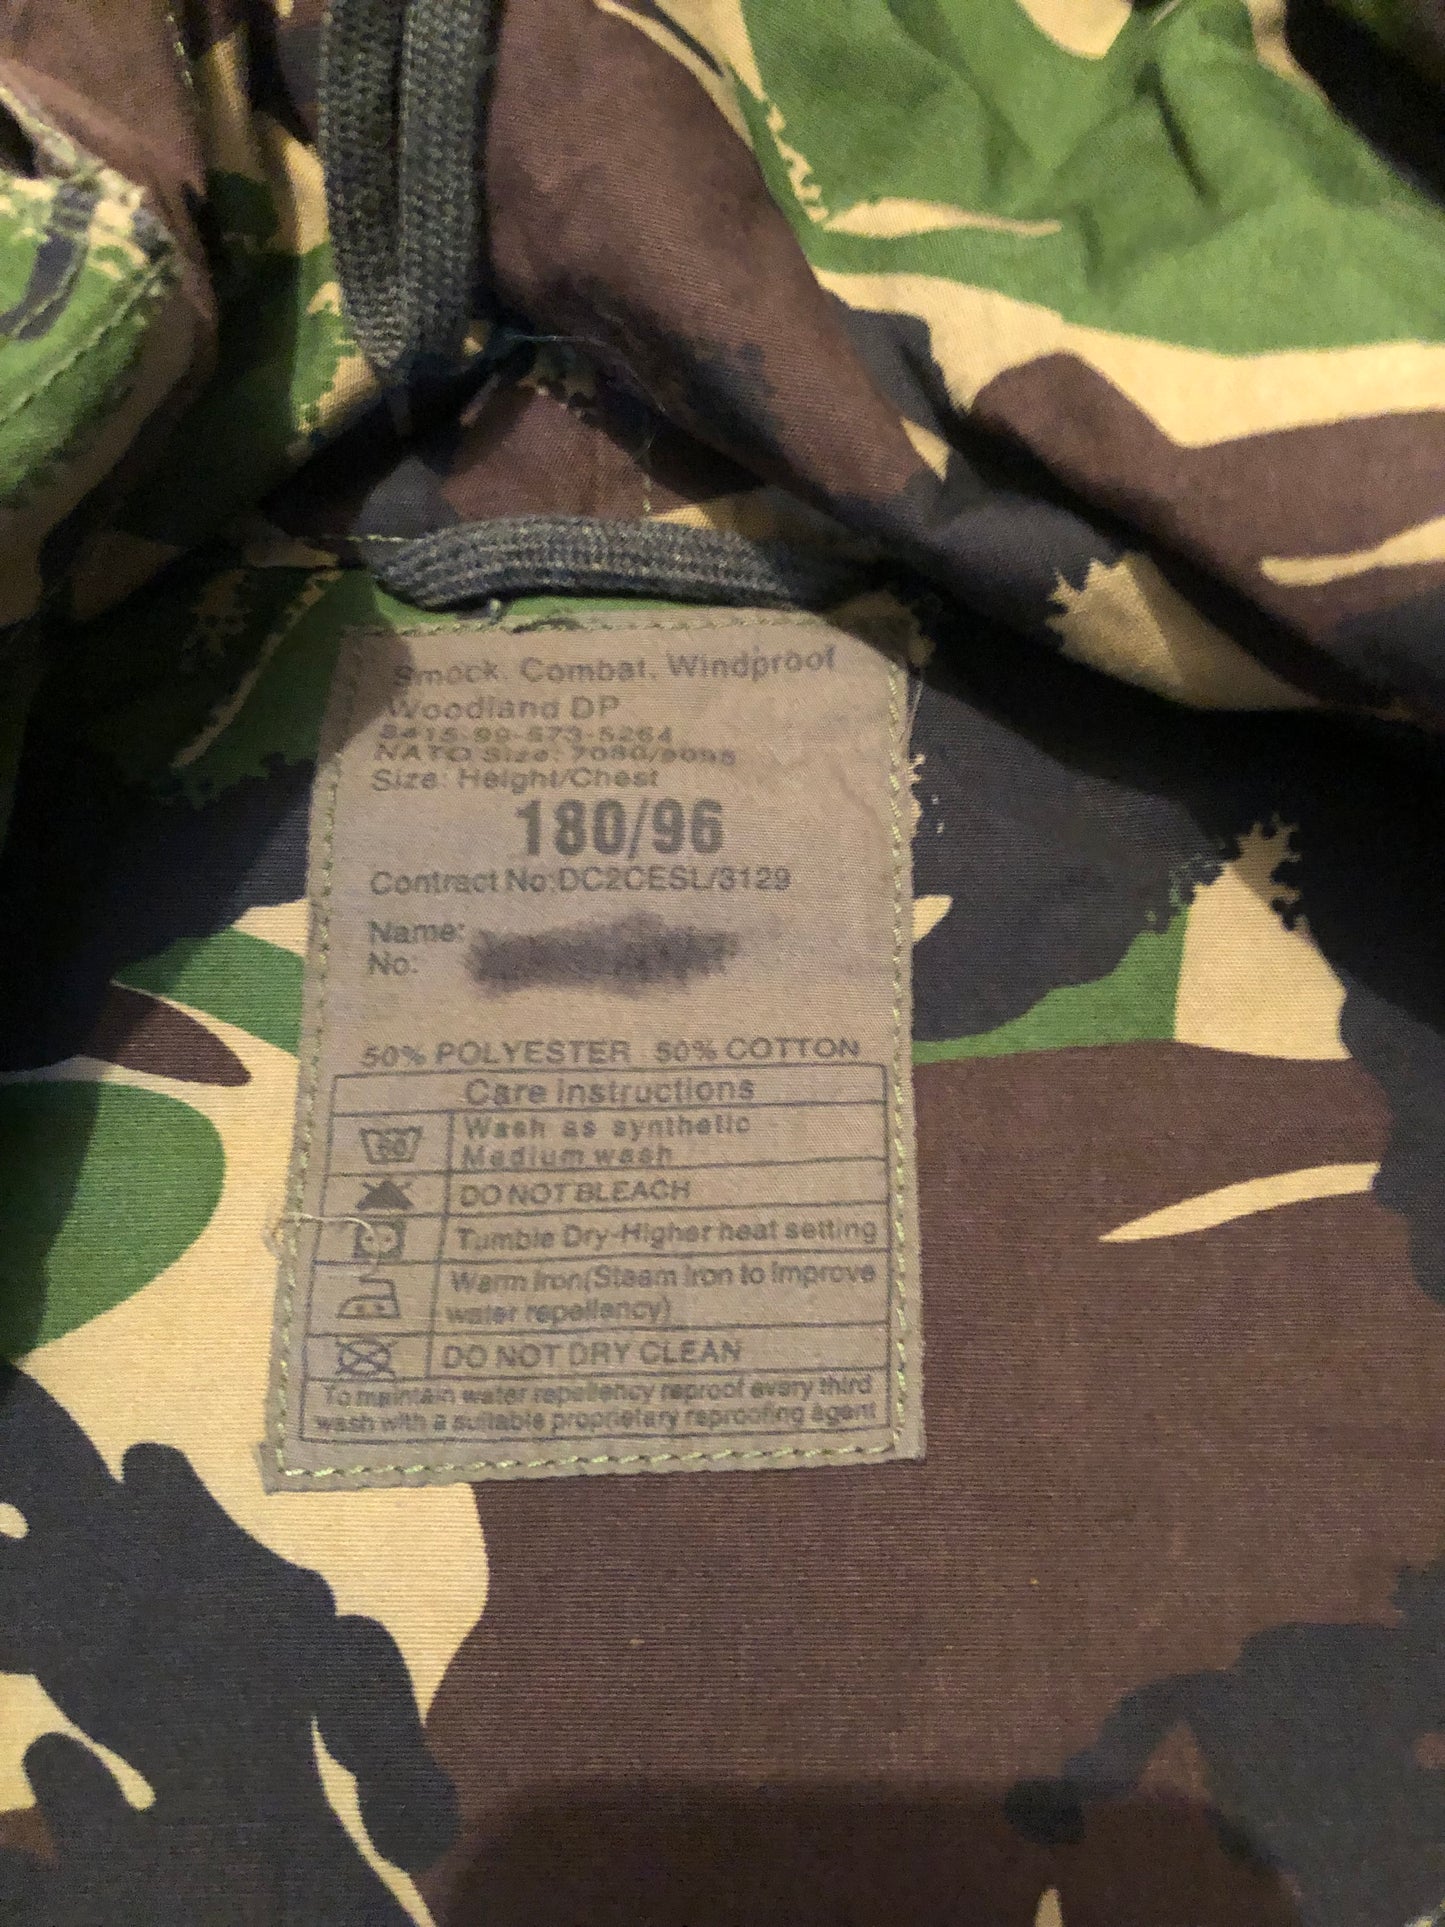 Smock, Combat, Windproof
Woodland DP
8415-99-873-5264
NATO Size: 7080/9095
Size: Height/Chest
180/96
Contract No:DC2CESL/3129
Name:
No:
50% POLYESTER 50% COTTON
Care Instructions
60
Wash as synthetic
Medium wash
DO NOT BLEACH
Tumble Dry-Higher heat setting
Warm Iron(Steam Iron to improve
water repellency)
DO NOT DRY CLEAN
To maintain water repellency reproof every third
wash with a suitable proprietary reproofing agent